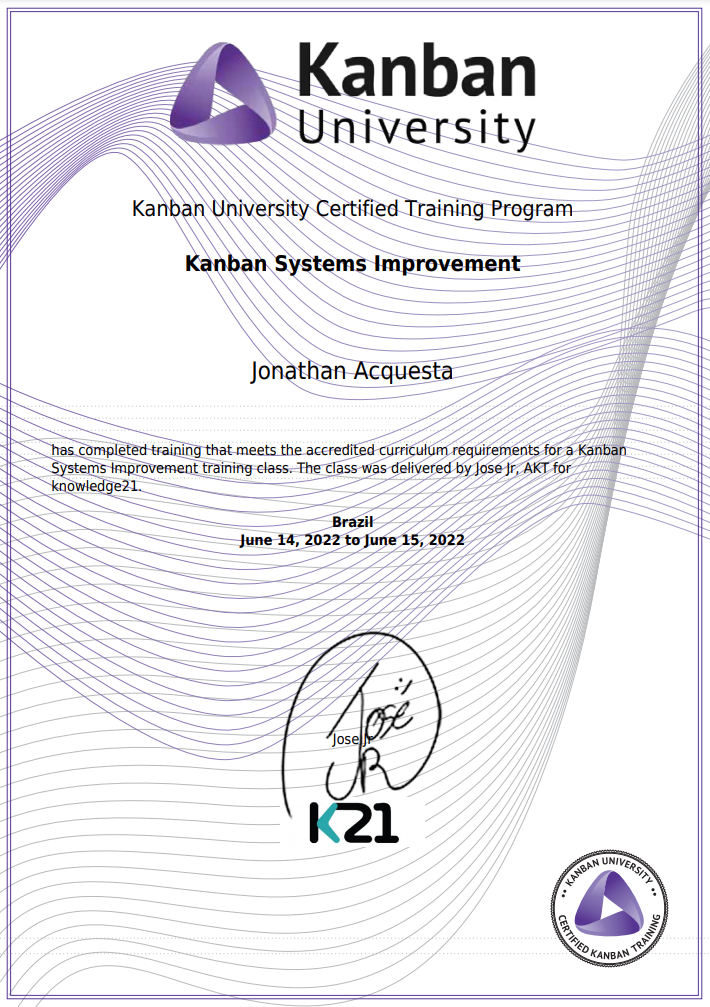 Kanban
University
Kanban University Certified Training Program
Kanban Systems Improvement
Jonathan Acquesta
has completed training that meets the accredited curriculum requirements for a Kanban
Systems Improvement training class. The class was delivered by Jose Jr, AKT for
knowledge21.
Brazil
June 14, 2022 to June 15, 2022
José
JR
Jose Jr
K21
KANBAN UNIVERSITY
CERTIFIED KANBAN TRAINING